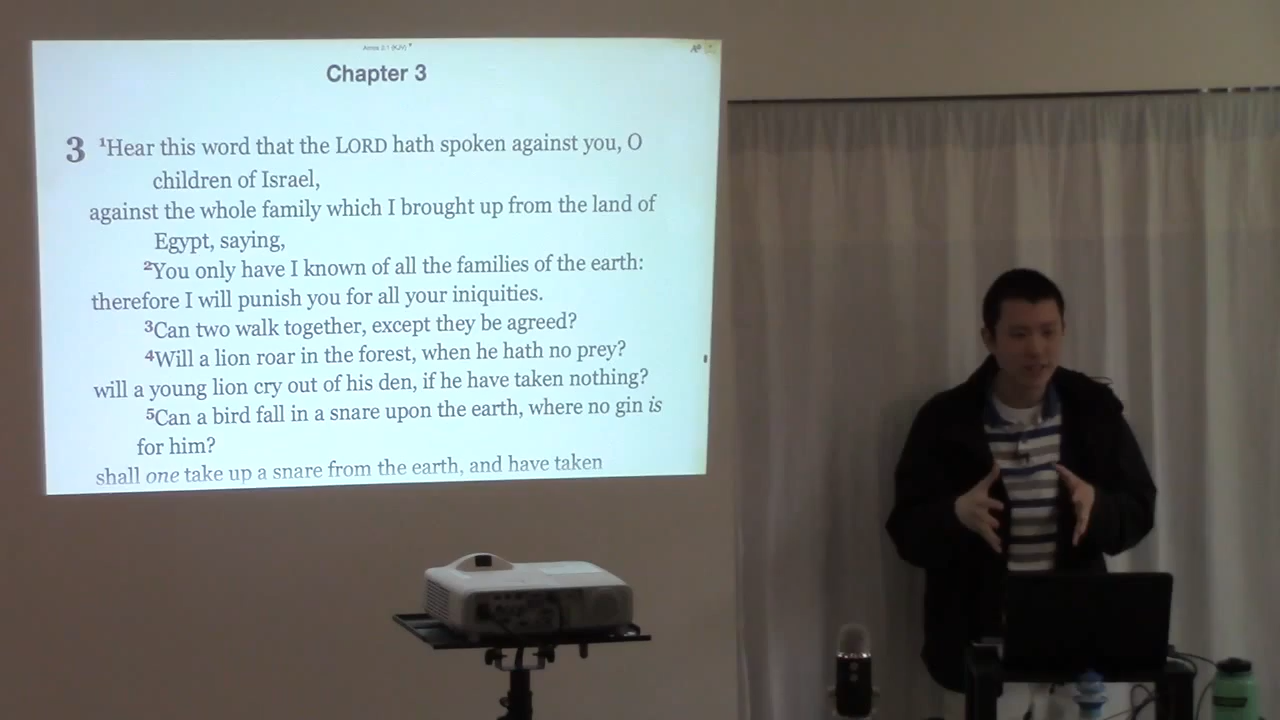 Amos 3:1 (KJV)
Chapter 3
3 ¹Hear this word that the LORD hath spoken against you, O
children of Israel,
against the whole family which I brought up from the land of
Egypt, saying,
²You only have I known of all the families of the earth:
therefore I will punish you for all your iniquities.
³Can two walk together, except they be agreed?
⁴Will a lion roar in the forest, when he hath no prey?
will a young lion cry out of his den, if he have taken nothing?
⁵Can a bird fall in a snare upon the earth, where no gin is
for him?
shall one take up a snare from the earth, and have taken